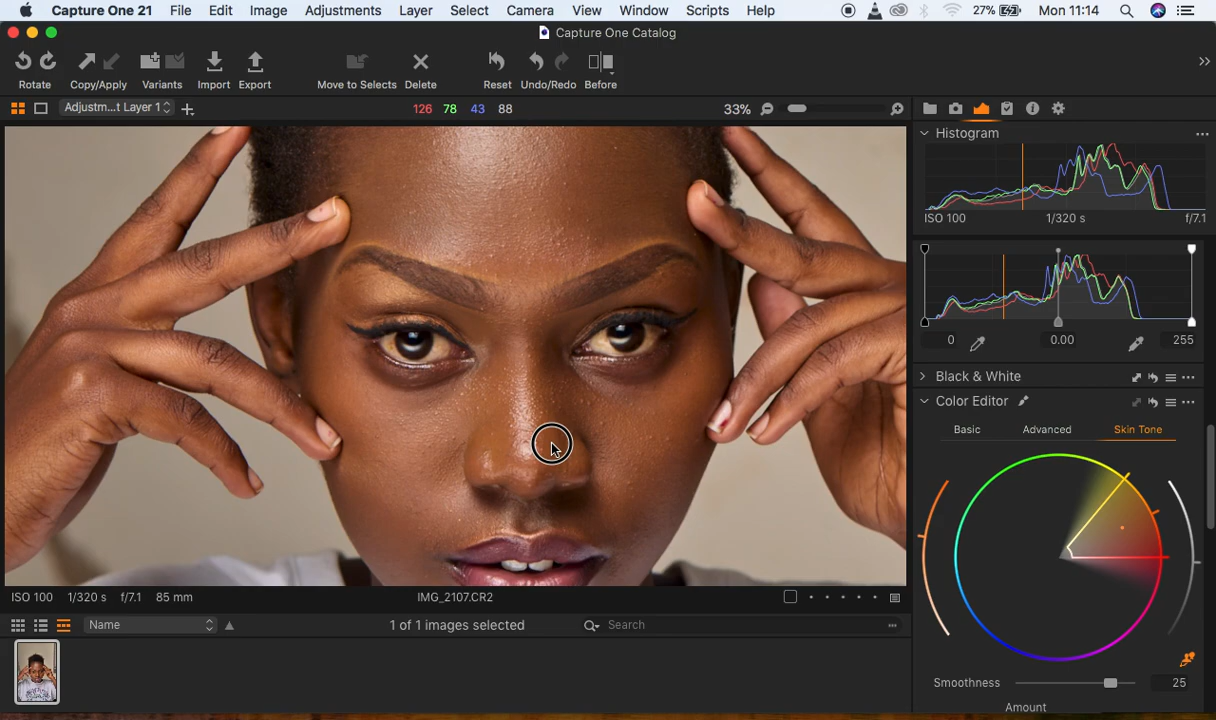 Capture One 21 File Edit Image Adjustments Layer Select Camera View Window Scripts Help 27% Mon 11:14
Capture One Catalog
Rotate Copy/Apply Variants Import Export Move to Selects Delete Reset Undo/Redo Before
Adjustm...t Layer 1 126 78 43 88 33%
Histogram
ISO 100 1/320 s f/7.1
0 0.00 255
Black & White
Color Editor
Basic Advanced Skin Tone
ISO 100 1/320 s f/7.1 85 mm IMG_2107.CR2
Name 1 of 1 images selected Search
Smoothness 25
Amount